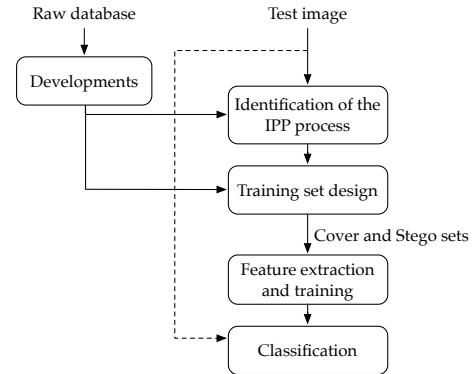 Raw database
Test image
Developments
Identification of the
IPP process
Training set design
Cover and Stego sets
Feature extraction
and training
Classification